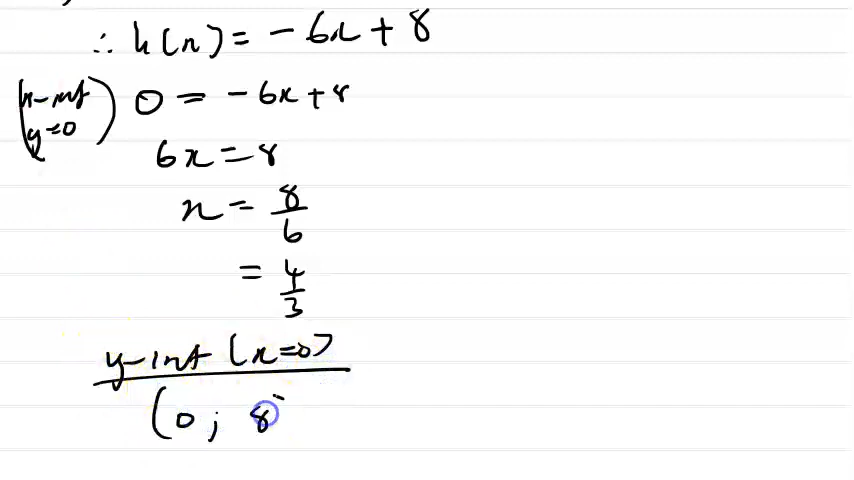 ∴ h(x) = -6x + 8
(x-int y=0) 0 = -6x + 8
6x = 8
x = 8/6
= 4/3
y-int (x=0)
(0; 8